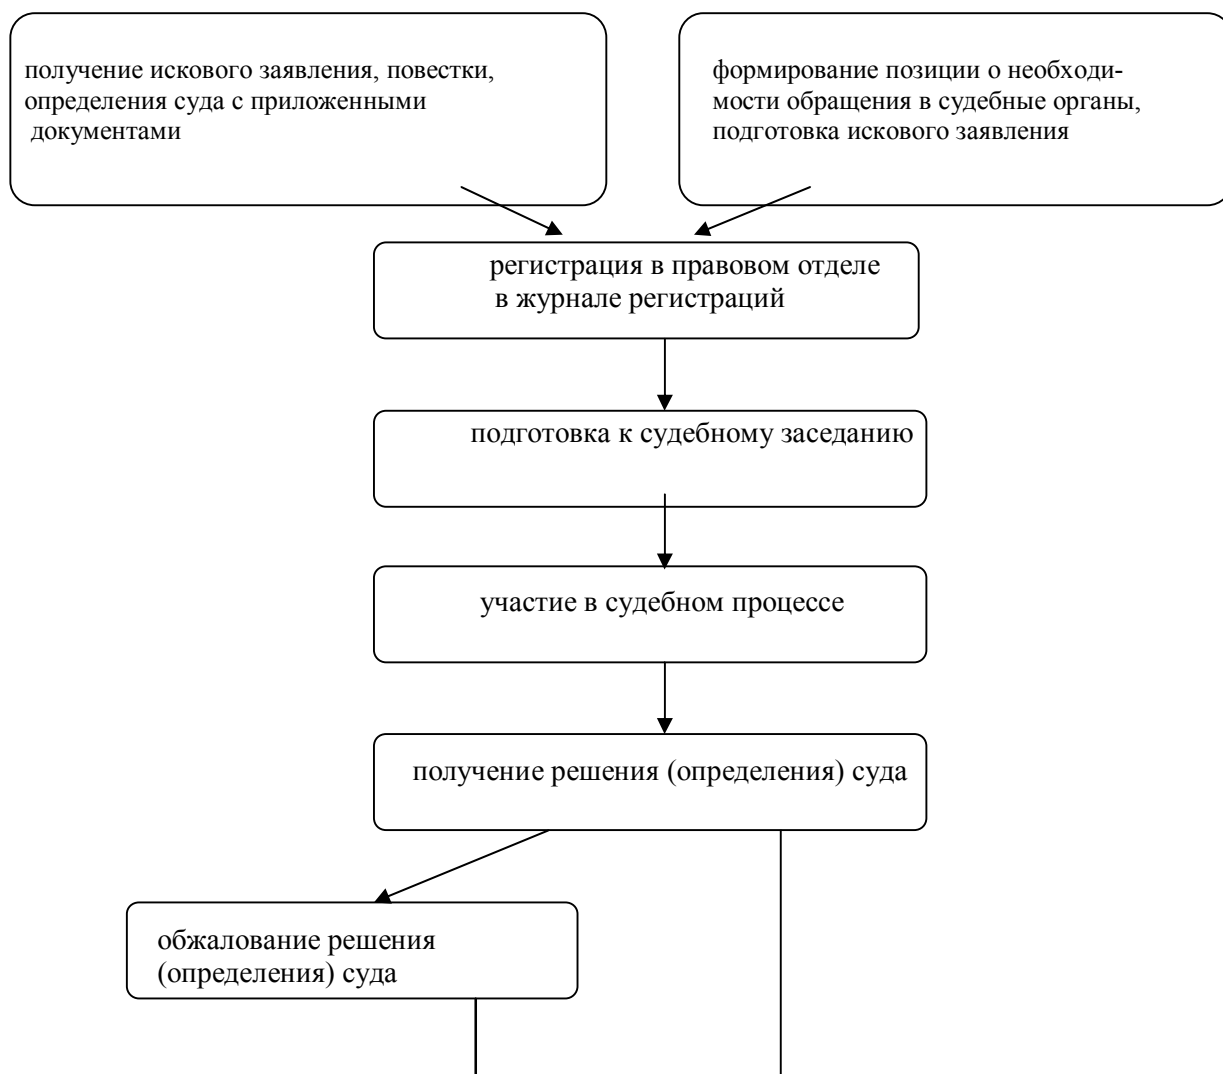 получение искового заявления, повестки,
определения суда с приложенными
документами
формирование позиции о необходи-
мости обращения в судебные органы,
подготовка искового заявления
регистрация в правовом отделе
в журнале регистраций
подготовка к судебному заседанию
участие в судебном процессе
получение решения (определения) суда
обжалование решения
(определения) суда